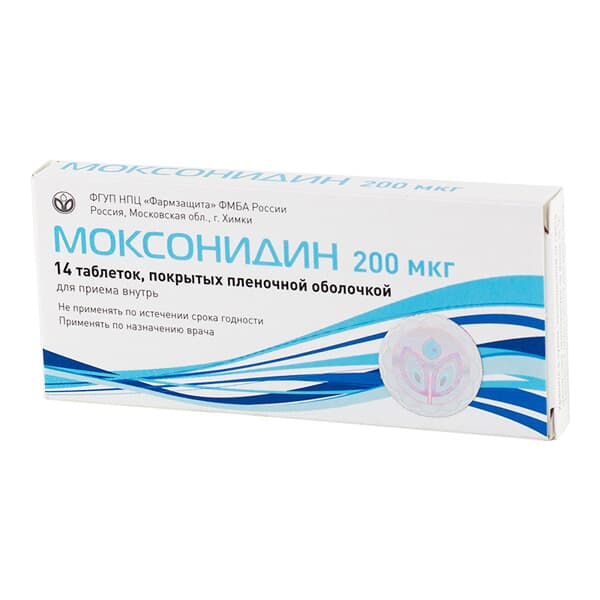 МОКСОНИДИН 200 МКГ
ФГУП НПЦ «Фармзащита» ФМБА России
Россия, Московская обл., г. Химки
МОКСОНИДИН 200 МКГ
14 таблеток, покрытых пленочной оболочкой
для приема внутрь
Не применять по истечении срока годности
Применять по назначению врача